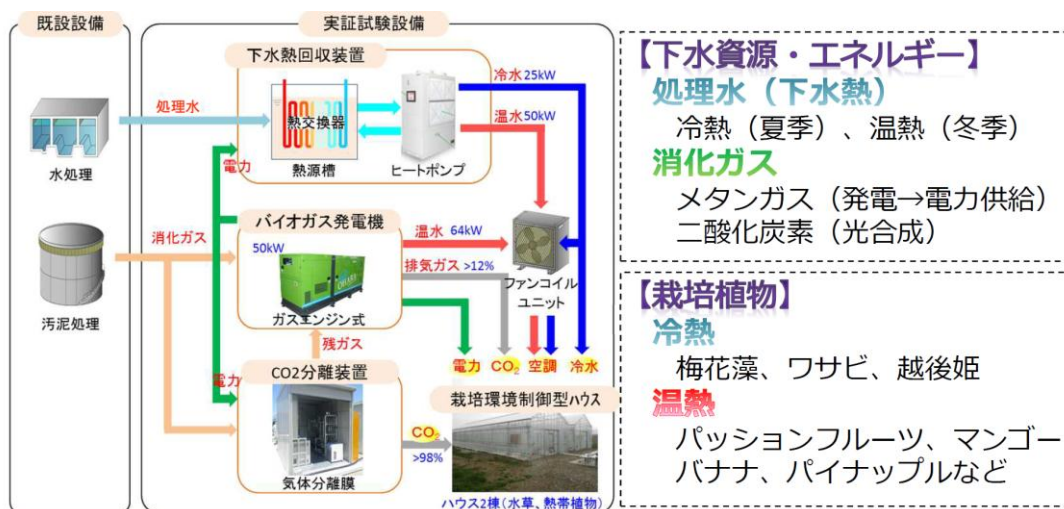 既設設備
水処理
汚泥処理
実証試験設備
下水熱回収装置
処理水
熱交換器
熱源槽
ヒートポンプ
冷水 25kW
温水 50kW
電力
バイオガス発電機
消化ガス
50kW
ガスエンジン式
温水 64kW
排気ガス >12%
ファンコイル
ユニット
残ガス
電力 CO₂ 空調 冷水
電力
CO2分離装置
気体分離膜
CO₂
>98%
栽培環境制御型ハウス
ハウス2棟(水草、熱帯植物)
【下水資源・エネルギー】
処理水(下水熱)
冷熱(夏季)、温熱(冬季)
消化ガス
メタンガス(発電→電力供給)
二酸化炭素(光合成)
【栽培植物】
冷熱
梅花藻、ワサビ、越後姫
温熱
パッションフルーツ、マンゴー
バナナ、パイナップルなど